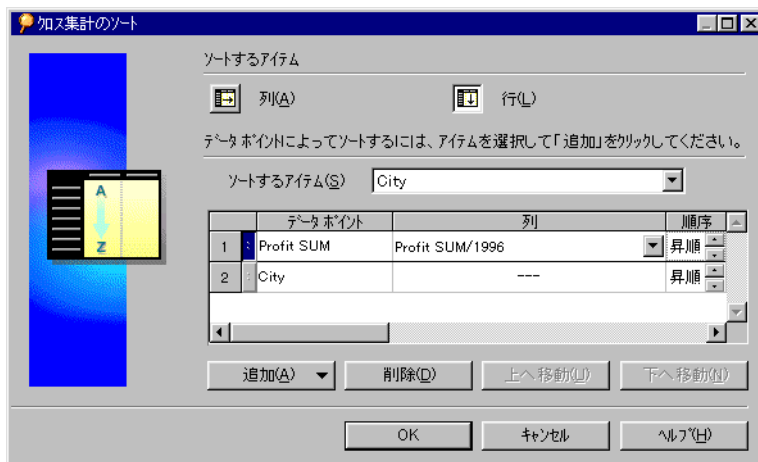 クロス集計のソート
ソートするアイテム
列(A)
行(L)
データ ポイントによってソートするには、アイテムを選択して「追加」をクリックしてください。
ソートするアイテム(S) City
データ ポイント 列 順序
1 Profit SUM Profit SUM/1996 昇順
2 City --- 昇順
A
Z
追加(A) 削除(D) 上へ移動(U) 下へ移動(N)
OK キャンセル ヘルプ(H)